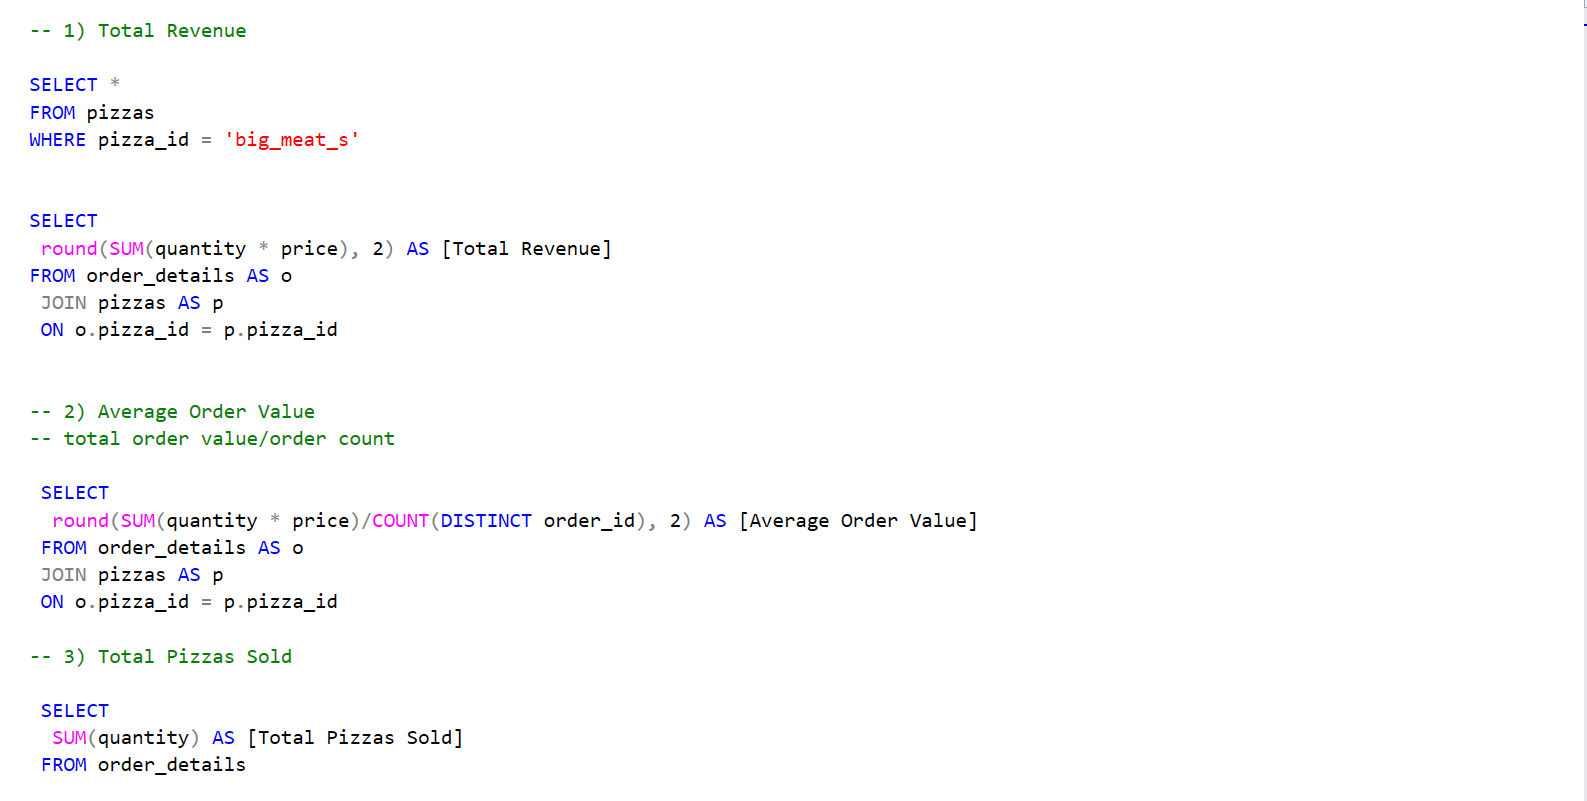 -- 1) Total Revenue
SELECT *
FROM pizzas
WHERE pizza_id = 'big_meat_s'
SELECT
round(SUM(quantity * price), 2) AS [Total Revenue]
FROM order_details AS o
JOIN pizzas AS p
ON o.pizza_id = p.pizza_id
-- 2) Average Order Value
-- total order value/order count
SELECT
round(SUM(quantity * price)/COUNT(DISTINCT order_id), 2) AS [Average Order Value]
FROM order_details AS o
JOIN pizzas AS p
ON o.pizza_id = p.pizza_id
-- 3) Total Pizzas Sold
SELECT
SUM(quantity) AS [Total Pizzas Sold]
FROM order_details